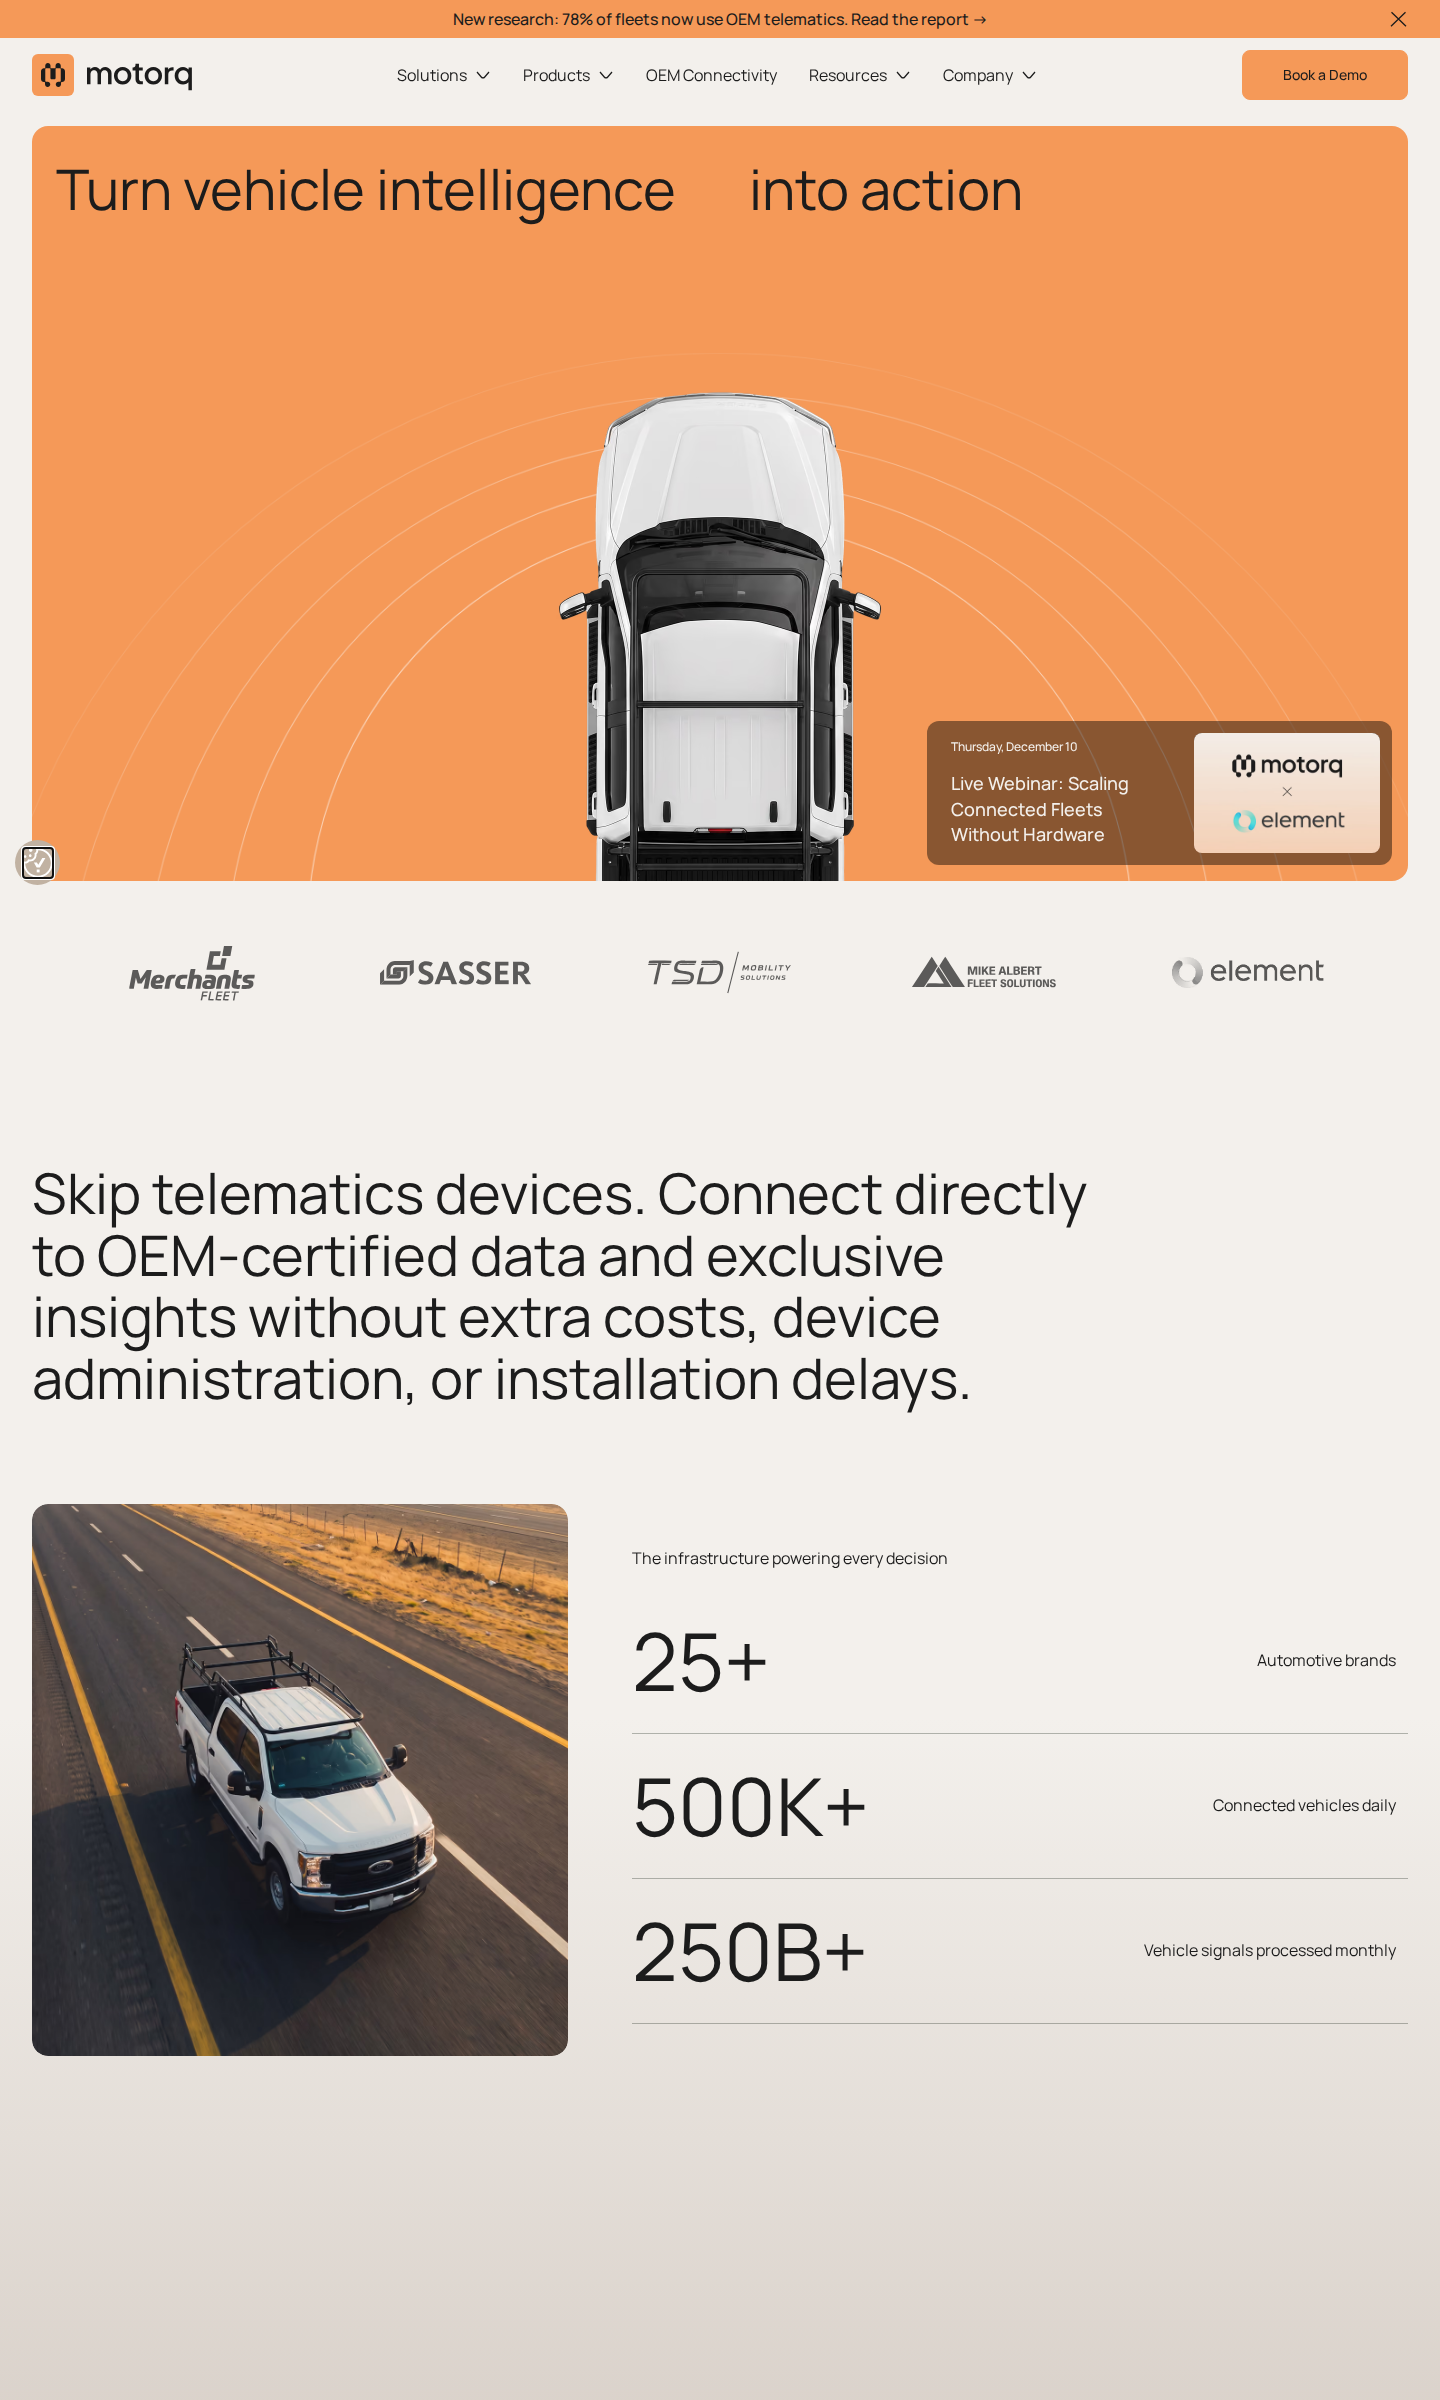 New research: 78% of fleets now use OEM telematics. Read the report →
motorq
Solutions
Products
OEM Connectivity
Resources
Company
Book a Demo
Turn vehicle intelligence into action
Thursday, December 10
Live Webinar: Scaling
Connected Fleets
Without Hardware
motorq
×
element
Merchants
FLEET
SASSER
TSD MOBILITY
SOLUTIONS
MIKE ALBERT
FLEET SOLUTIONS
element
Skip telematics devices. Connect directly
to OEM-certified data and exclusive
insights without extra costs, device
administration, or installation delays.
The infrastructure powering every decision
25+
Automotive brands
500K+
Connected vehicles daily
250B+
Vehicle signals processed monthly